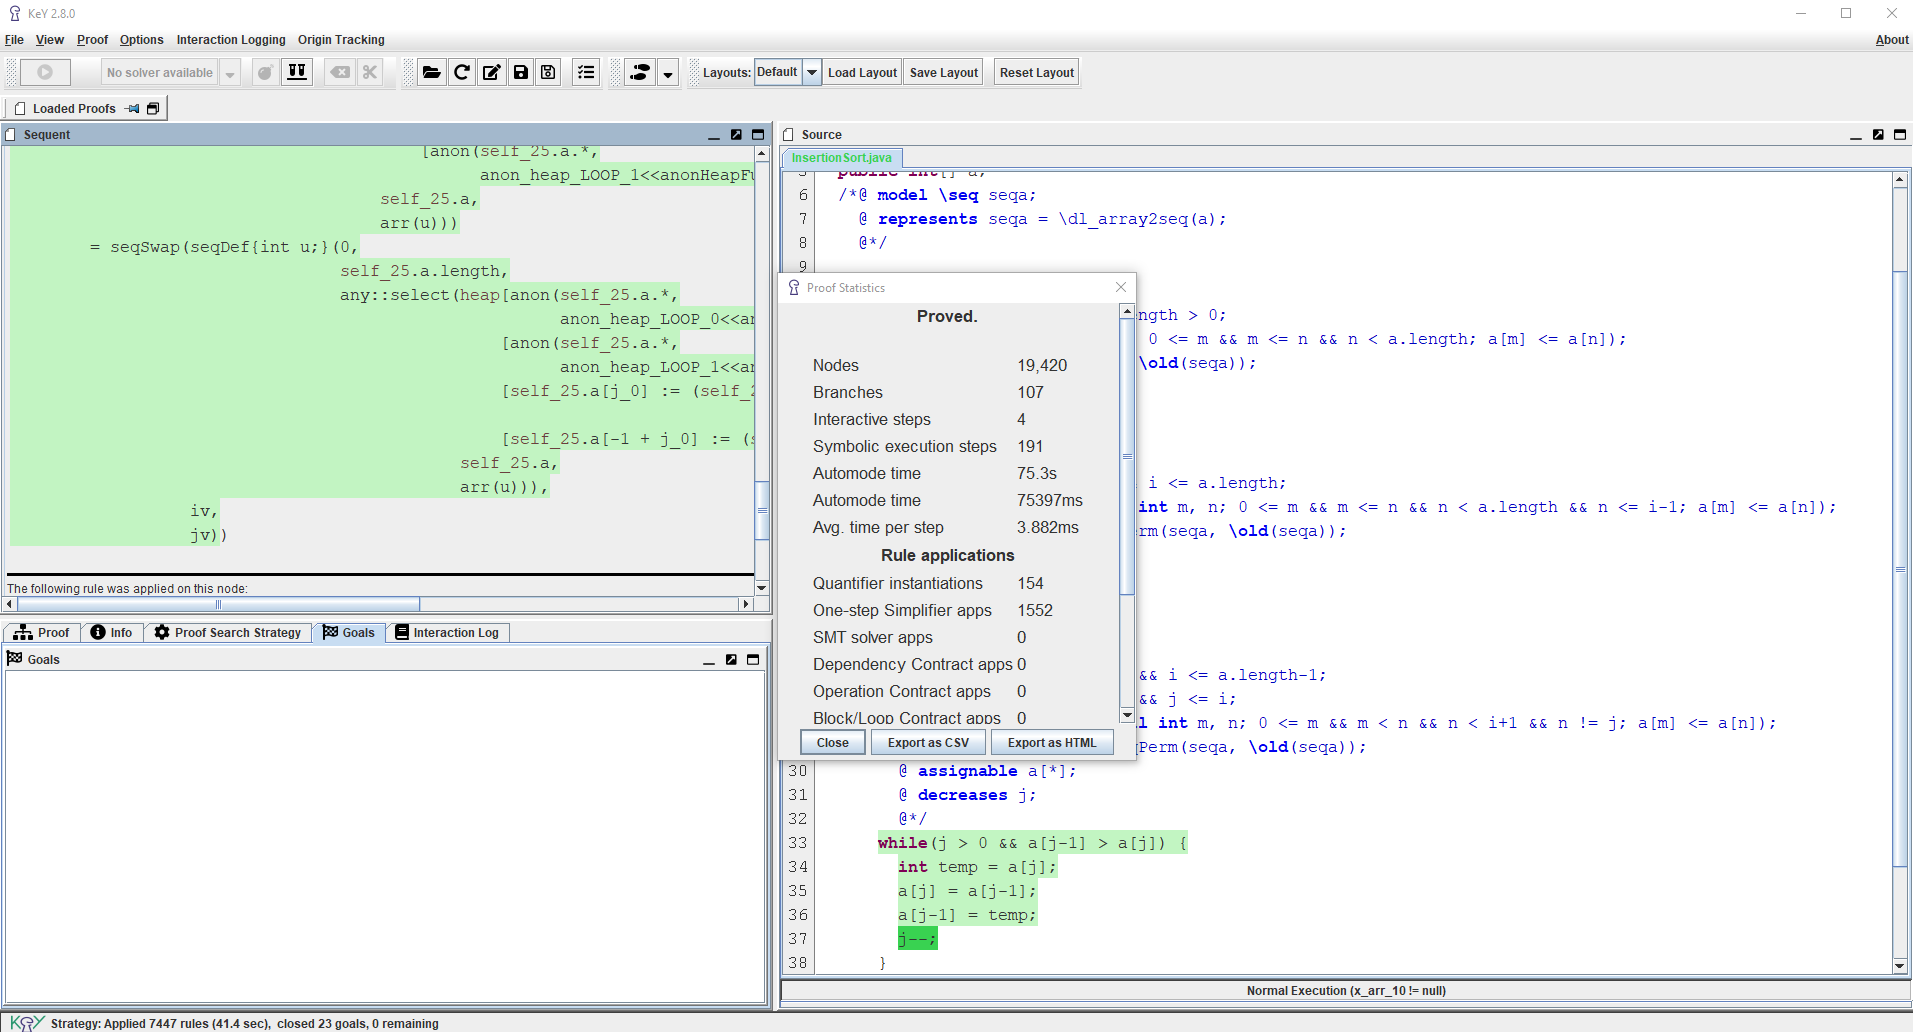 KeY 2.8.0
File View Proof Options Interaction Logging Origin Tracking About
No solver available Layouts: Default Load Layout Save Layout Reset Layout
Loaded Proofs
Sequent
[anon(self_25.a.*,
anon_heap_LOOP_1<<anonHeapFu
self_25.a,
arr(u)))
= seqSwap(seqDef{int u;}(0,
self_25.a.length,
any::select(heap[anon(self_25.a.*,
anon_heap_LOOP_0<<an
[anon(self_25.a.*,
anon_heap_LOOP_1<<an
[self_25.a[j_0] := (self_2
[self_25.a[-1 + j_0] := (s
self_25.a,
arr(u))),
iv,
jv))
The following rule was applied on this node:
Proof Info Proof Search Strategy Goals Interaction Log
Goals
Source
InsertionSort.java
5 public int[] a;
6 /*@ model \seq seqa;
7 @ represents seqa = \dl_array2seq(a);
8 @*/
9
ngth > 0;
0 <= m && m <= n && n < a.length; a[m] <= a[n]);
\old(seqa));
i <= a.length;
int m, n; 0 <= m && m <= n && n < a.length && n <= i-1; a[m] <= a[n]);
rm(seqa, \old(seqa));
&& i <= a.length-1;
&& j <= i;
l int m, n; 0 <= m && m < n && n < i+1 && n != j; a[m] <= a[n]);
Perm(seqa, \old(seqa));
30 @ assignable a[*];
31 @ decreases j;
32 @*/
33 while(j > 0 && a[j-1] > a[j]) {
34 int temp = a[j];
35 a[j] = a[j-1];
36 a[j-1] = temp;
37 j--;
38 }
Normal Execution (x_arr_10 != null)
Proof Statistics
Proved.
Nodes 19,420
Branches 107
Interactive steps 4
Symbolic execution steps 191
Automode time 75.3s
Automode time 75397ms
Avg. time per step 3.882ms
Rule applications
Quantifier instantiations 154
One-step Simplifier apps 1552
SMT solver apps 0
Dependency Contract apps 0
Operation Contract apps 0
Block/Loop Contract apps 0
Close Export as CSV Export as HTML
KeY Strategy: Applied 7447 rules (41.4 sec), closed 23 goals, 0 remaining